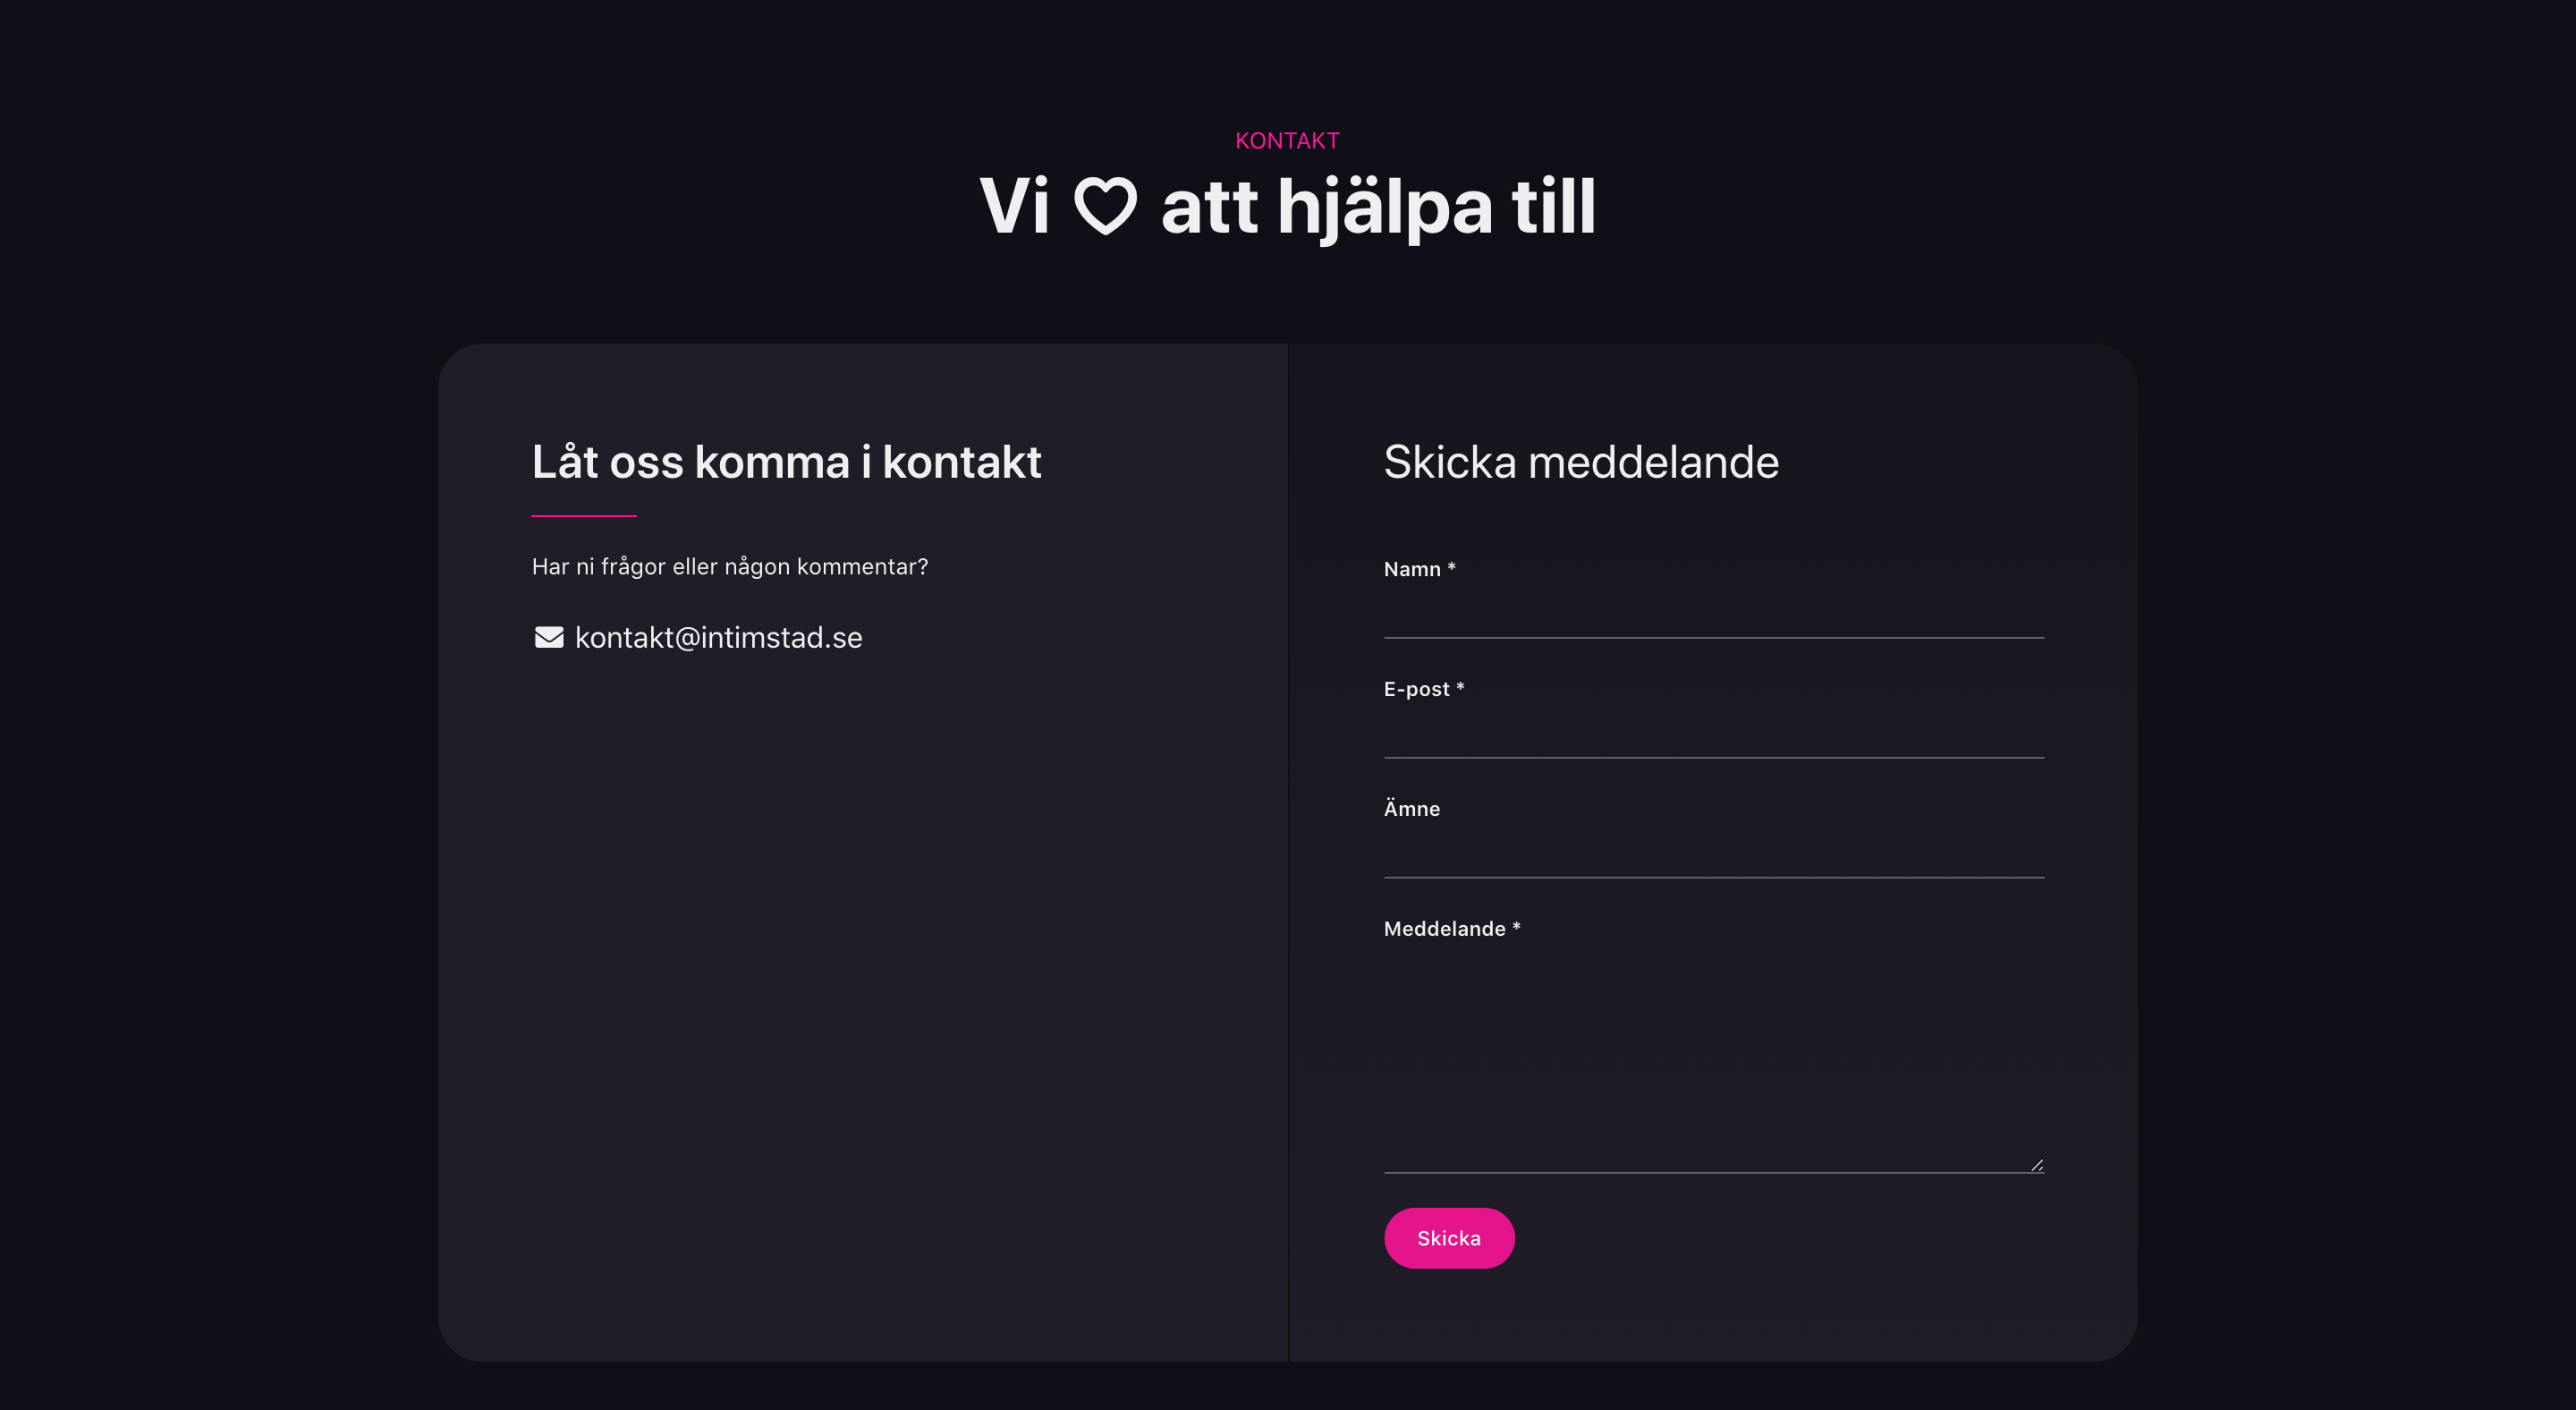 KONTAKT
Vi ♡ att hjälpa till
Låt oss komma i kontakt
Har ni frågor eller någon kommentar?
kontakt@intimstad.se
Skicka meddelande
Namn *
E-post *
Ämne
Meddelande *
Skicka